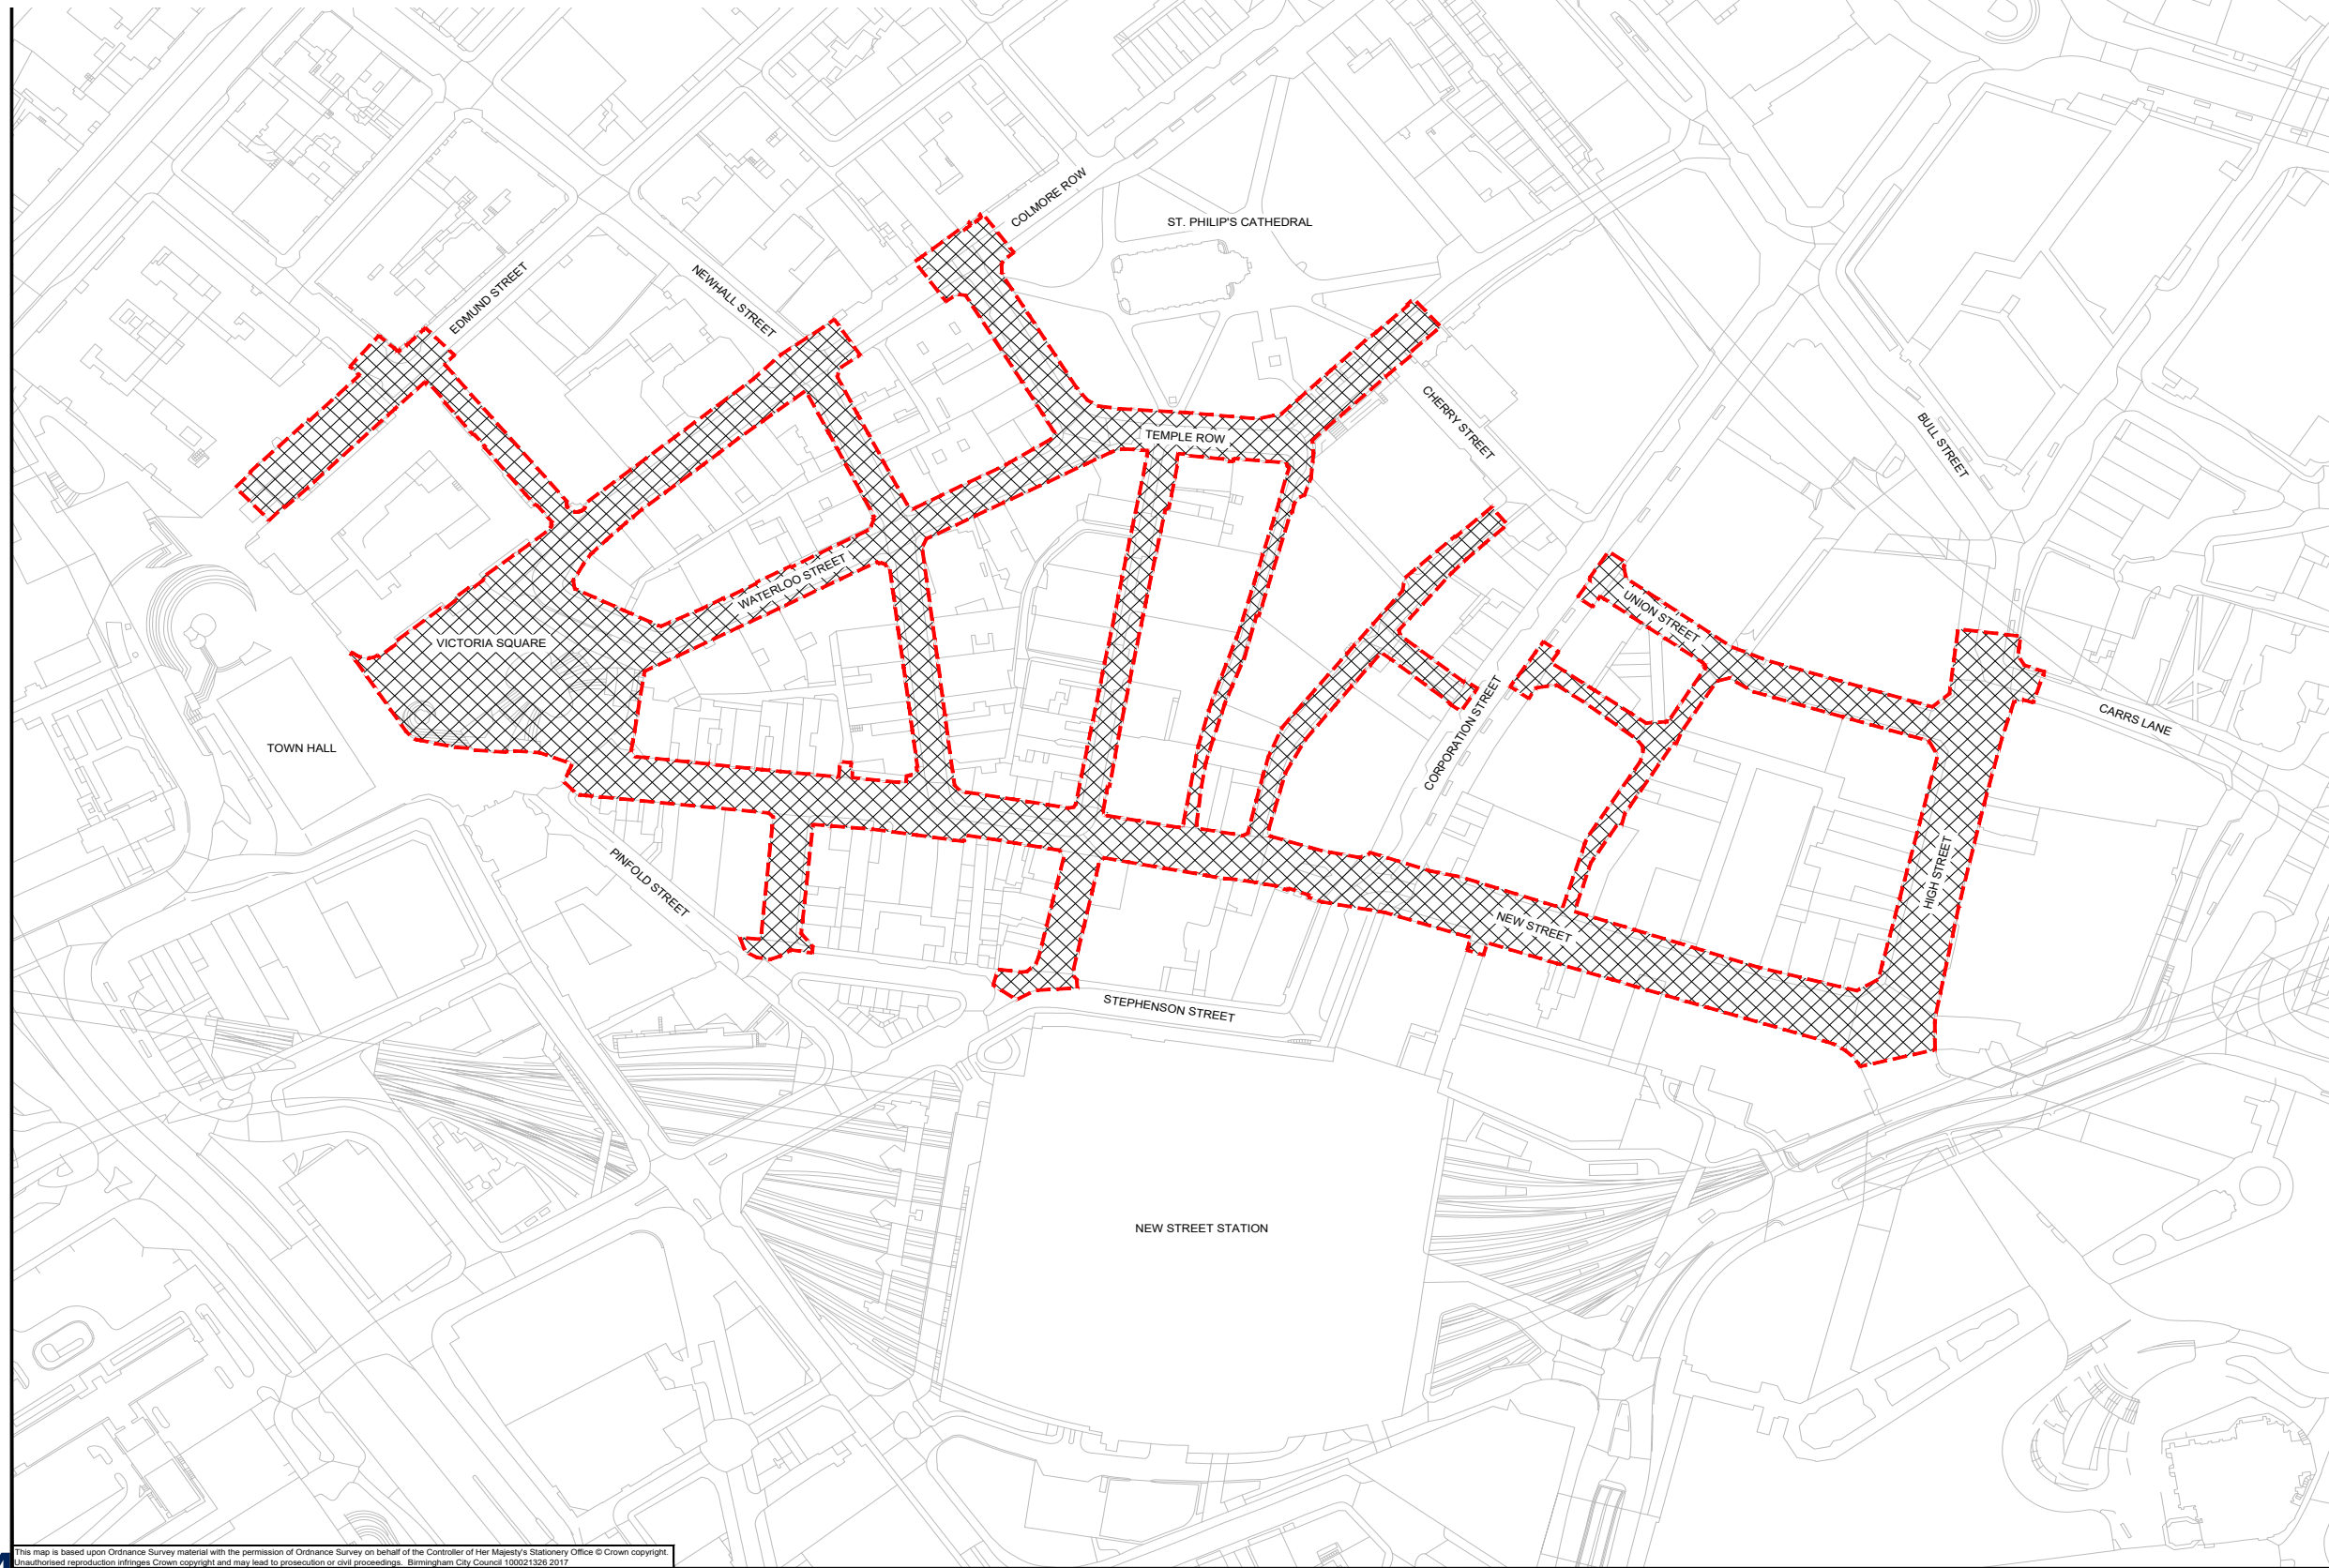 COLMORE ROW
ST. PHILIP'S CATHEDRAL
EDMUND STREET
NEWHALL STREET
TEMPLE ROW
CHERRY STREET
BULL STREET
WATERLOO STREET
UNION STREET
VICTORIA SQUARE
CARRS LANE
TOWN HALL
CORPORATION STREET
PINFOLD STREET
HIGH STREET
NEW STREET
STEPHENSON STREET
NEW STREET STATION
This map is based upon Ordnance Survey material with the permission of Ordnance Survey on behalf of the Controller of Her Majesty's Stationery Office © Crown copyright.
Unauthorised reproduction infringes Crown copyright and may lead to prosecution or civil proceedings. Birmingham City Council 100021326 2017